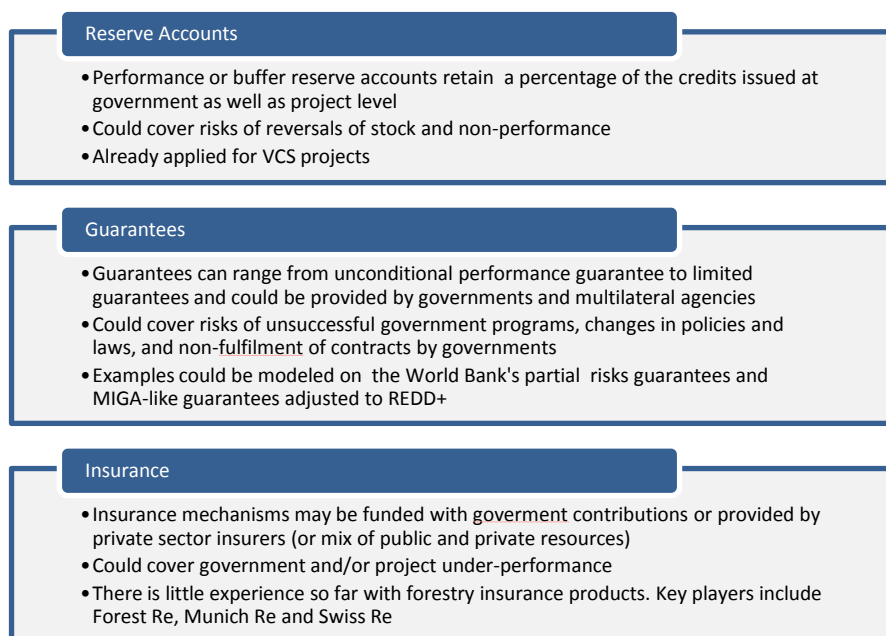 Reserve Accounts
•Performance or buffer reserve accounts retain a percentage of the credits issued at
government as well as project level
•Could cover risks of reversals of stock and non-performance
•Already applied for VCS projects
Guarantees
•Guarantees can range from unconditional performance guarantee to limited
guarantees and could be provided by governments and multilateral agencies
•Could cover risks of unsuccessful government programs, changes in policies and
laws, and non-fulfilment of contracts by governments
•Examples could be modeled on the World Bank's partial risks guarantees and
MIGA-like guarantees adjusted to REDD+
Insurance
•Insurance mechanisms may be funded with goverment contributions or provided by
private sector insurers (or mix of public and private resources)
•Could cover government and/or project under-performance
•There is little experience so far with forestry insurance products. Key players include
Forest Re, Munich Re and Swiss Re